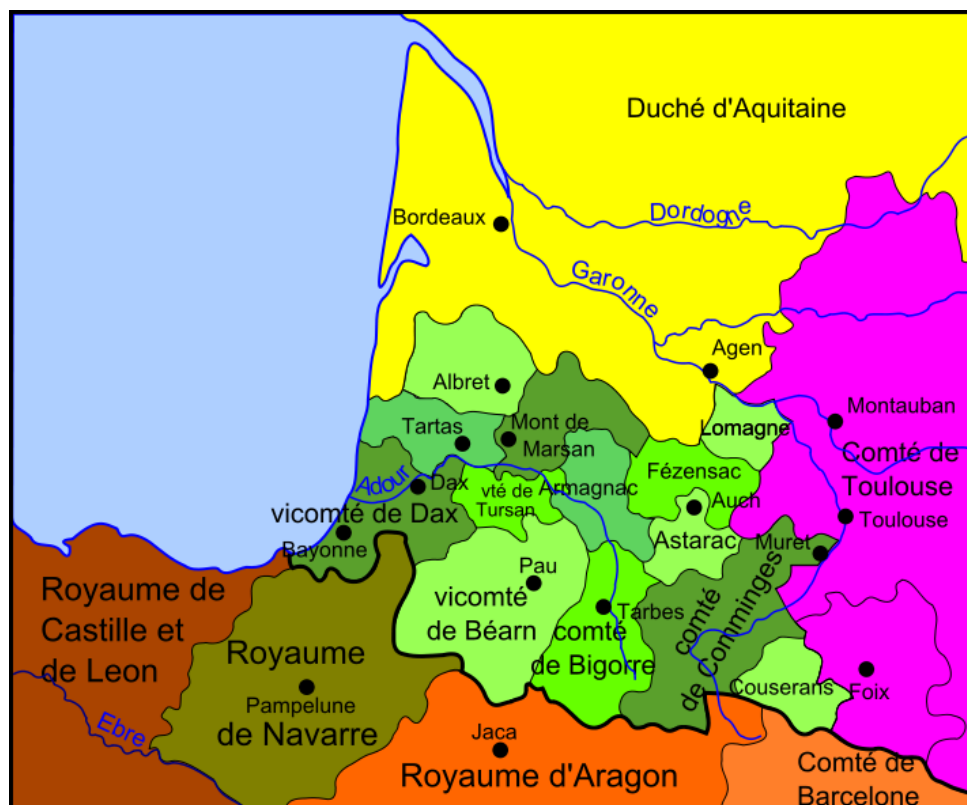 Duché d'Aquitaine
Dordogne
Bordeaux
Garonne
Agen
Albret
Montauban
Lomagne
Tartas
Mont de
Marsan
Comté de
Toulouse
Fézensac
Adour
Dax
vté de
Tursan
Armagnac
Auch
Toulouse
vicomté de Dax
Bayonne
Astarac
Muret
Pau
vicomté
de Béarn
Tarbes
comté
de Bigorre
comté
de Comminges
Royaume de
Castille et
de Leon
Royaume
Pampelune
de Navarre
Couserans
Foix
Ebre
Jaca
Royaume d'Aragon
Comté de
Barcelone